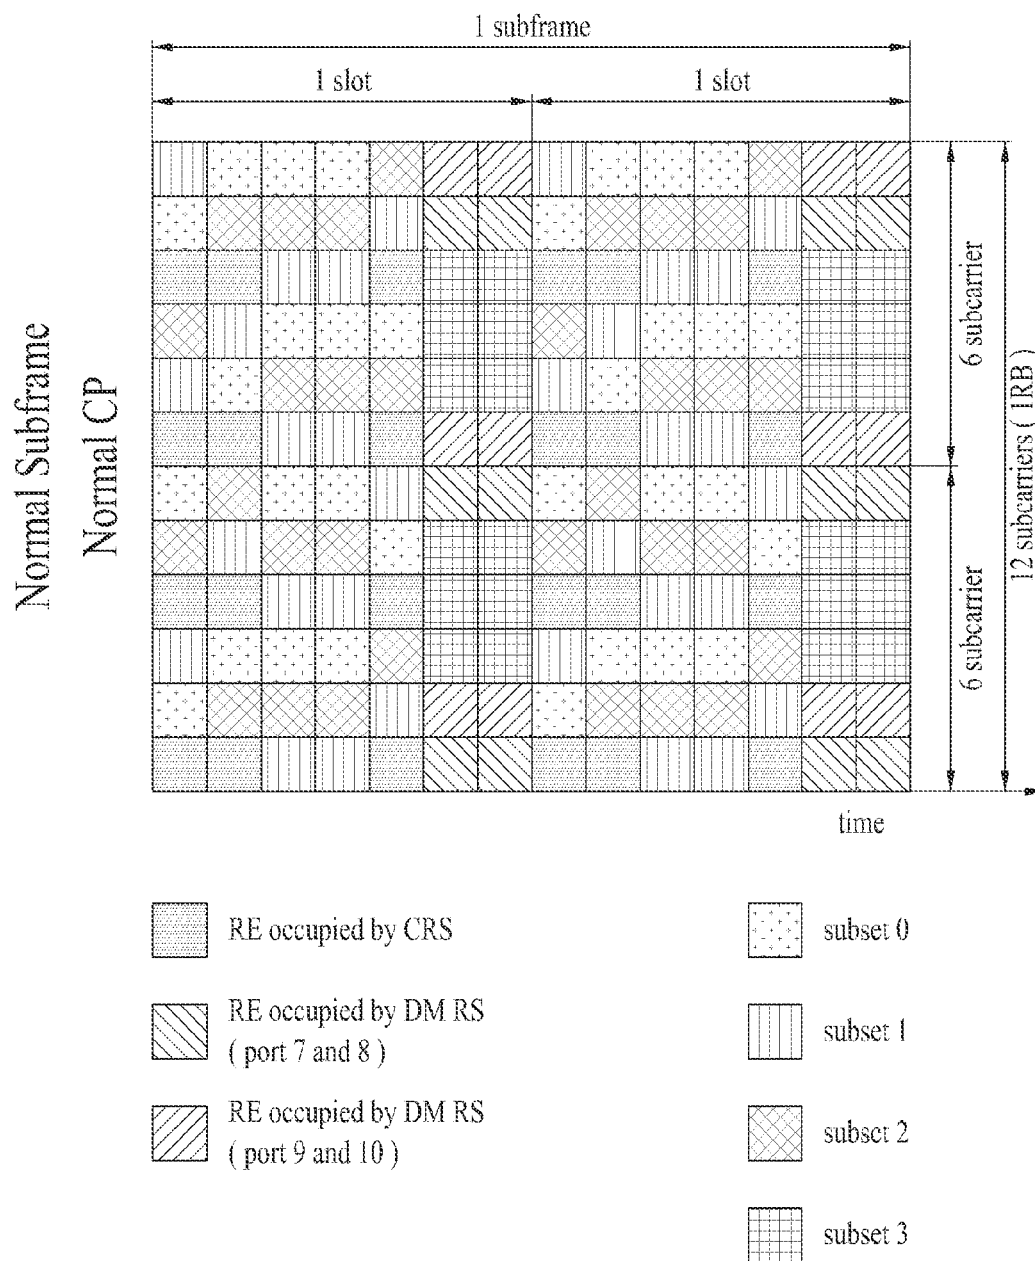 1 subframe
1 slot
1 slot
Normal Subframe
Normal CP
6 subcarrier
6 subcarrier
12 subcarriers ( 1RB )
time
RE occupied by CRS
RE occupied by DM RS
( port 7 and 8 )
RE occupied by DM RS
( port 9 and 10 )
subset 0
subset 1
subset 2
subset 3